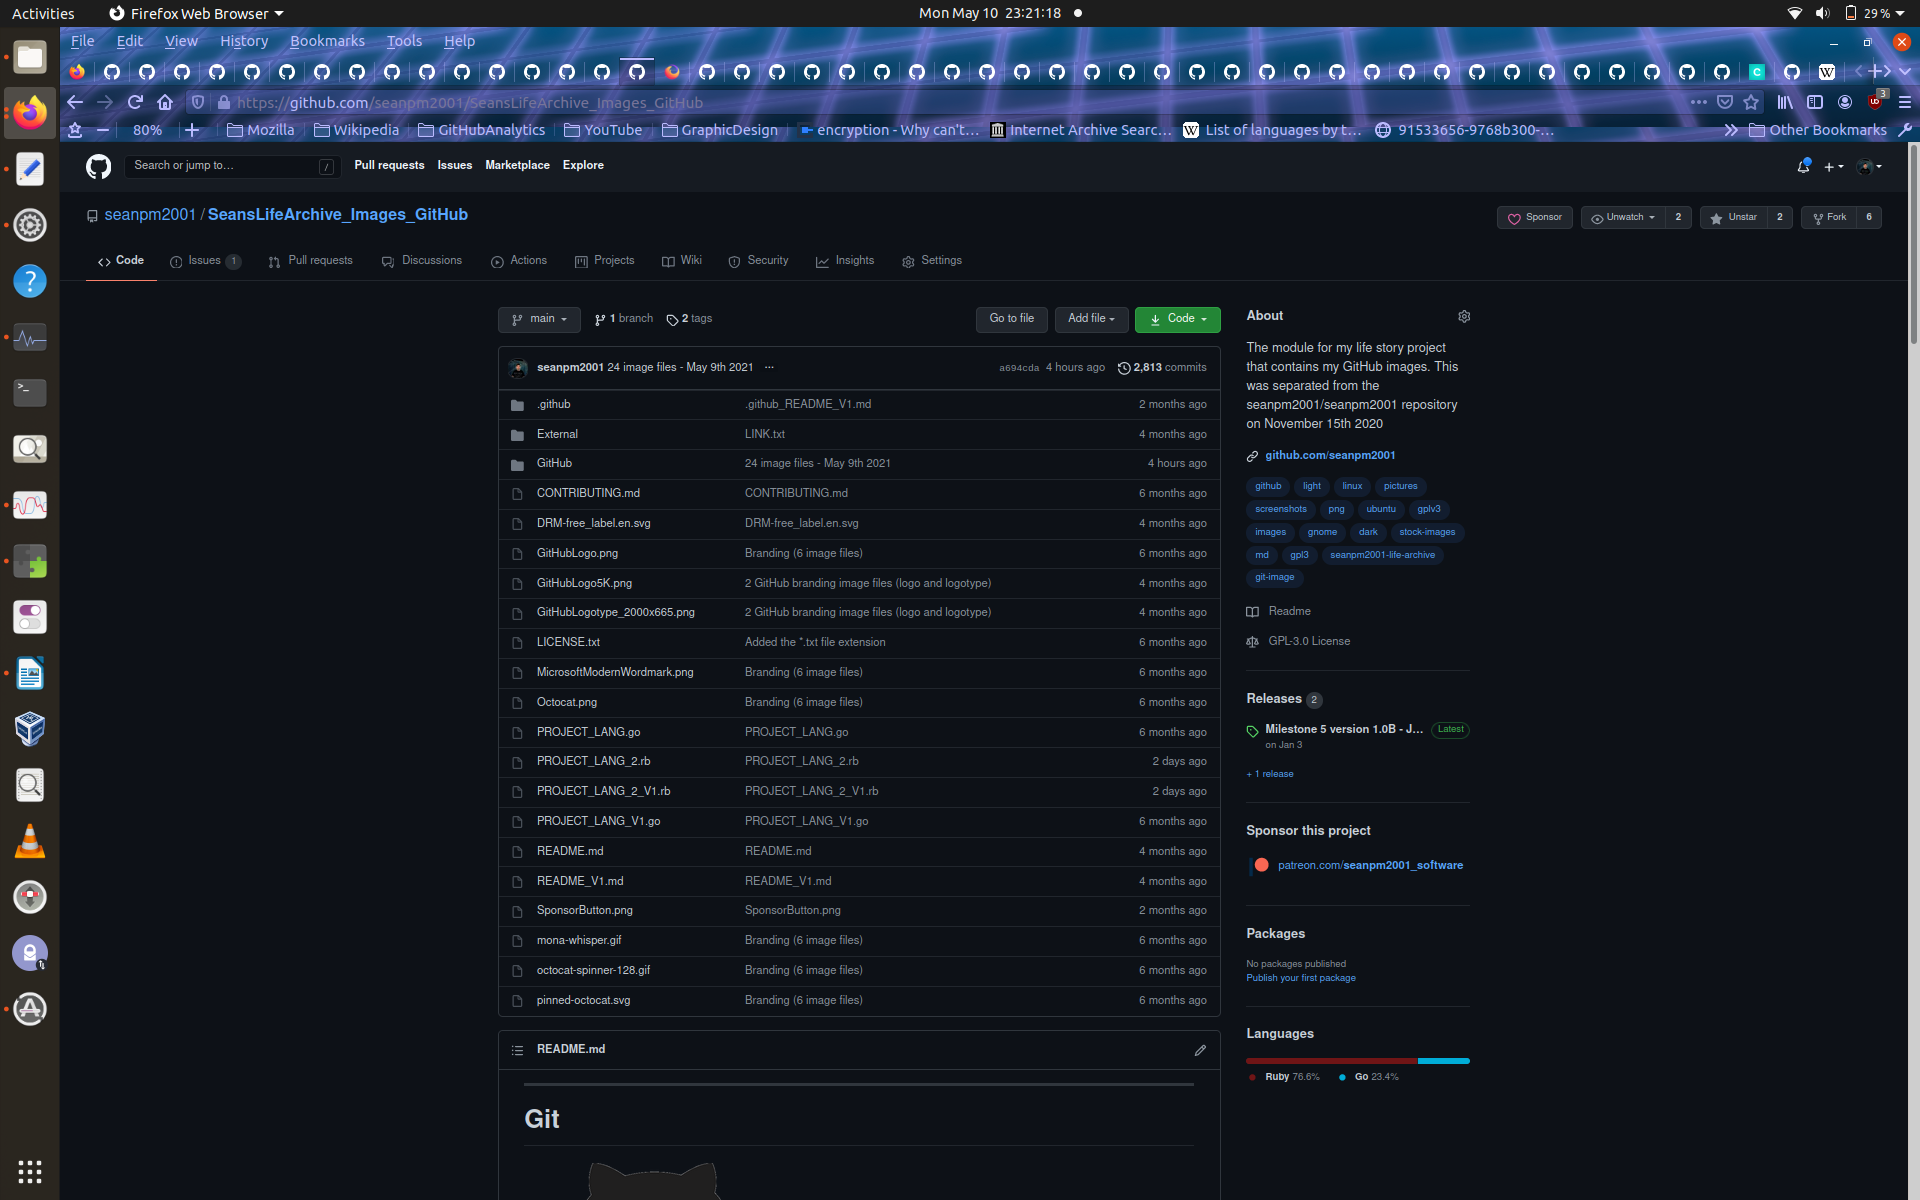 Activities Firefox Web Browser Mon May 10 23:21:18 29 %
File Edit View History Bookmarks Tools Help
https://github.com/seanpm2001/SeansLifeArchive_Images_GitHub 3
80% Mozilla Wikipedia GitHubAnalytics YouTube GraphicDesign encryption - Why can't... Internet Archive Searc... List of languages by t... 91533656-9768b300-... Other Bookmarks
Search or jump to... / Pull requests Issues Marketplace Explore
seanpm2001 / SeansLifeArchive_Images_GitHub Sponsor Unwatch 2 Unstar 2 Fork 6
Code Issues 1 Pull requests Discussions Actions Projects Wiki Security Insights Settings
main 1 branch 2 tags Go to file Add file Code
seanpm2001 24 image files - May 9th 2021 ... a694cda 4 hours ago 2,813 commits
.github .github_README_V1.md 2 months ago
External LINK.txt 4 months ago
GitHub 24 image files - May 9th 2021 4 hours ago
CONTRIBUTING.md CONTRIBUTING.md 6 months ago
DRM-free_label.en.svg DRM-free_label.en.svg 4 months ago
GitHubLogo.png Branding (6 image files) 6 months ago
GitHubLogo5K.png 2 GitHub branding image files (logo and logotype) 4 months ago
GitHubLogotype_2000x665.png 2 GitHub branding image files (logo and logotype) 4 months ago
LICENSE.txt Added the *.txt file extension 6 months ago
MicrosoftModernWordmark.png Branding (6 image files) 6 months ago
Octocat.png Branding (6 image files) 6 months ago
PROJECT_LANG.go PROJECT_LANG.go 6 months ago
PROJECT_LANG_2.rb PROJECT_LANG_2.rb 2 days ago
PROJECT_LANG_2_V1.rb PROJECT_LANG_2_V1.rb 2 days ago
PROJECT_LANG_V1.go PROJECT_LANG_V1.go 6 months ago
README.md README.md 4 months ago
README_V1.md README_V1.md 4 months ago
SponsorButton.png SponsorButton.png 2 months ago
mona-whisper.gif Branding (6 image files) 6 months ago
octocat-spinner-128.gif Branding (6 image files) 6 months ago
pinned-octocat.svg Branding (6 image files) 6 months ago
README.md
Git
About
The module for my life story project
that contains my GitHub images. This
was separated from the
seanpm2001/seanpm2001 repository
on November 15th 2020
github.com/seanpm2001
github light linux pictures
screenshots png ubuntu gplv3
images gnome dark stock-images
md gpl3 seanpm2001-life-archive
git-image
Readme
GPL-3.0 License
Releases 2
Milestone 5 version 1.0B - J... Latest
on Jan 3
+ 1 release
Sponsor this project
patreon.com/seanpm2001_software
Packages
No packages published
Publish your first package
Languages
Ruby 76.6% Go 23.4%